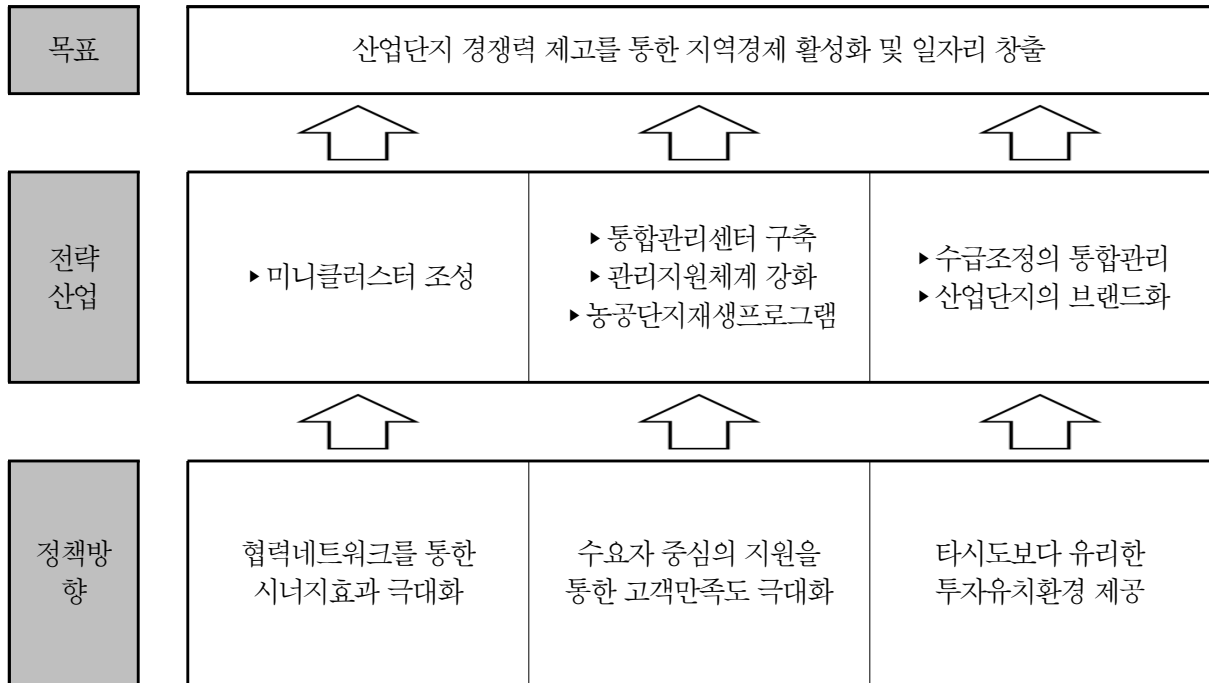 목표
산업단지 경쟁력 제고를 통한 지역경제 활성화 및 일자리 창출
전략
산업
▸미니클러스터 조성
▸통합관리센터 구축
▸관리지원체계 강화
▸농공단지재생프로그램
▸수급조정의 통합관리
▸산업단지의 브랜드화
정책방
향
협력네트워크를 통한
시너지효과 극대화
수요자 중심의 지원을
통한 고객만족도 극대화
타시도보다 유리한
투자유치환경 제공